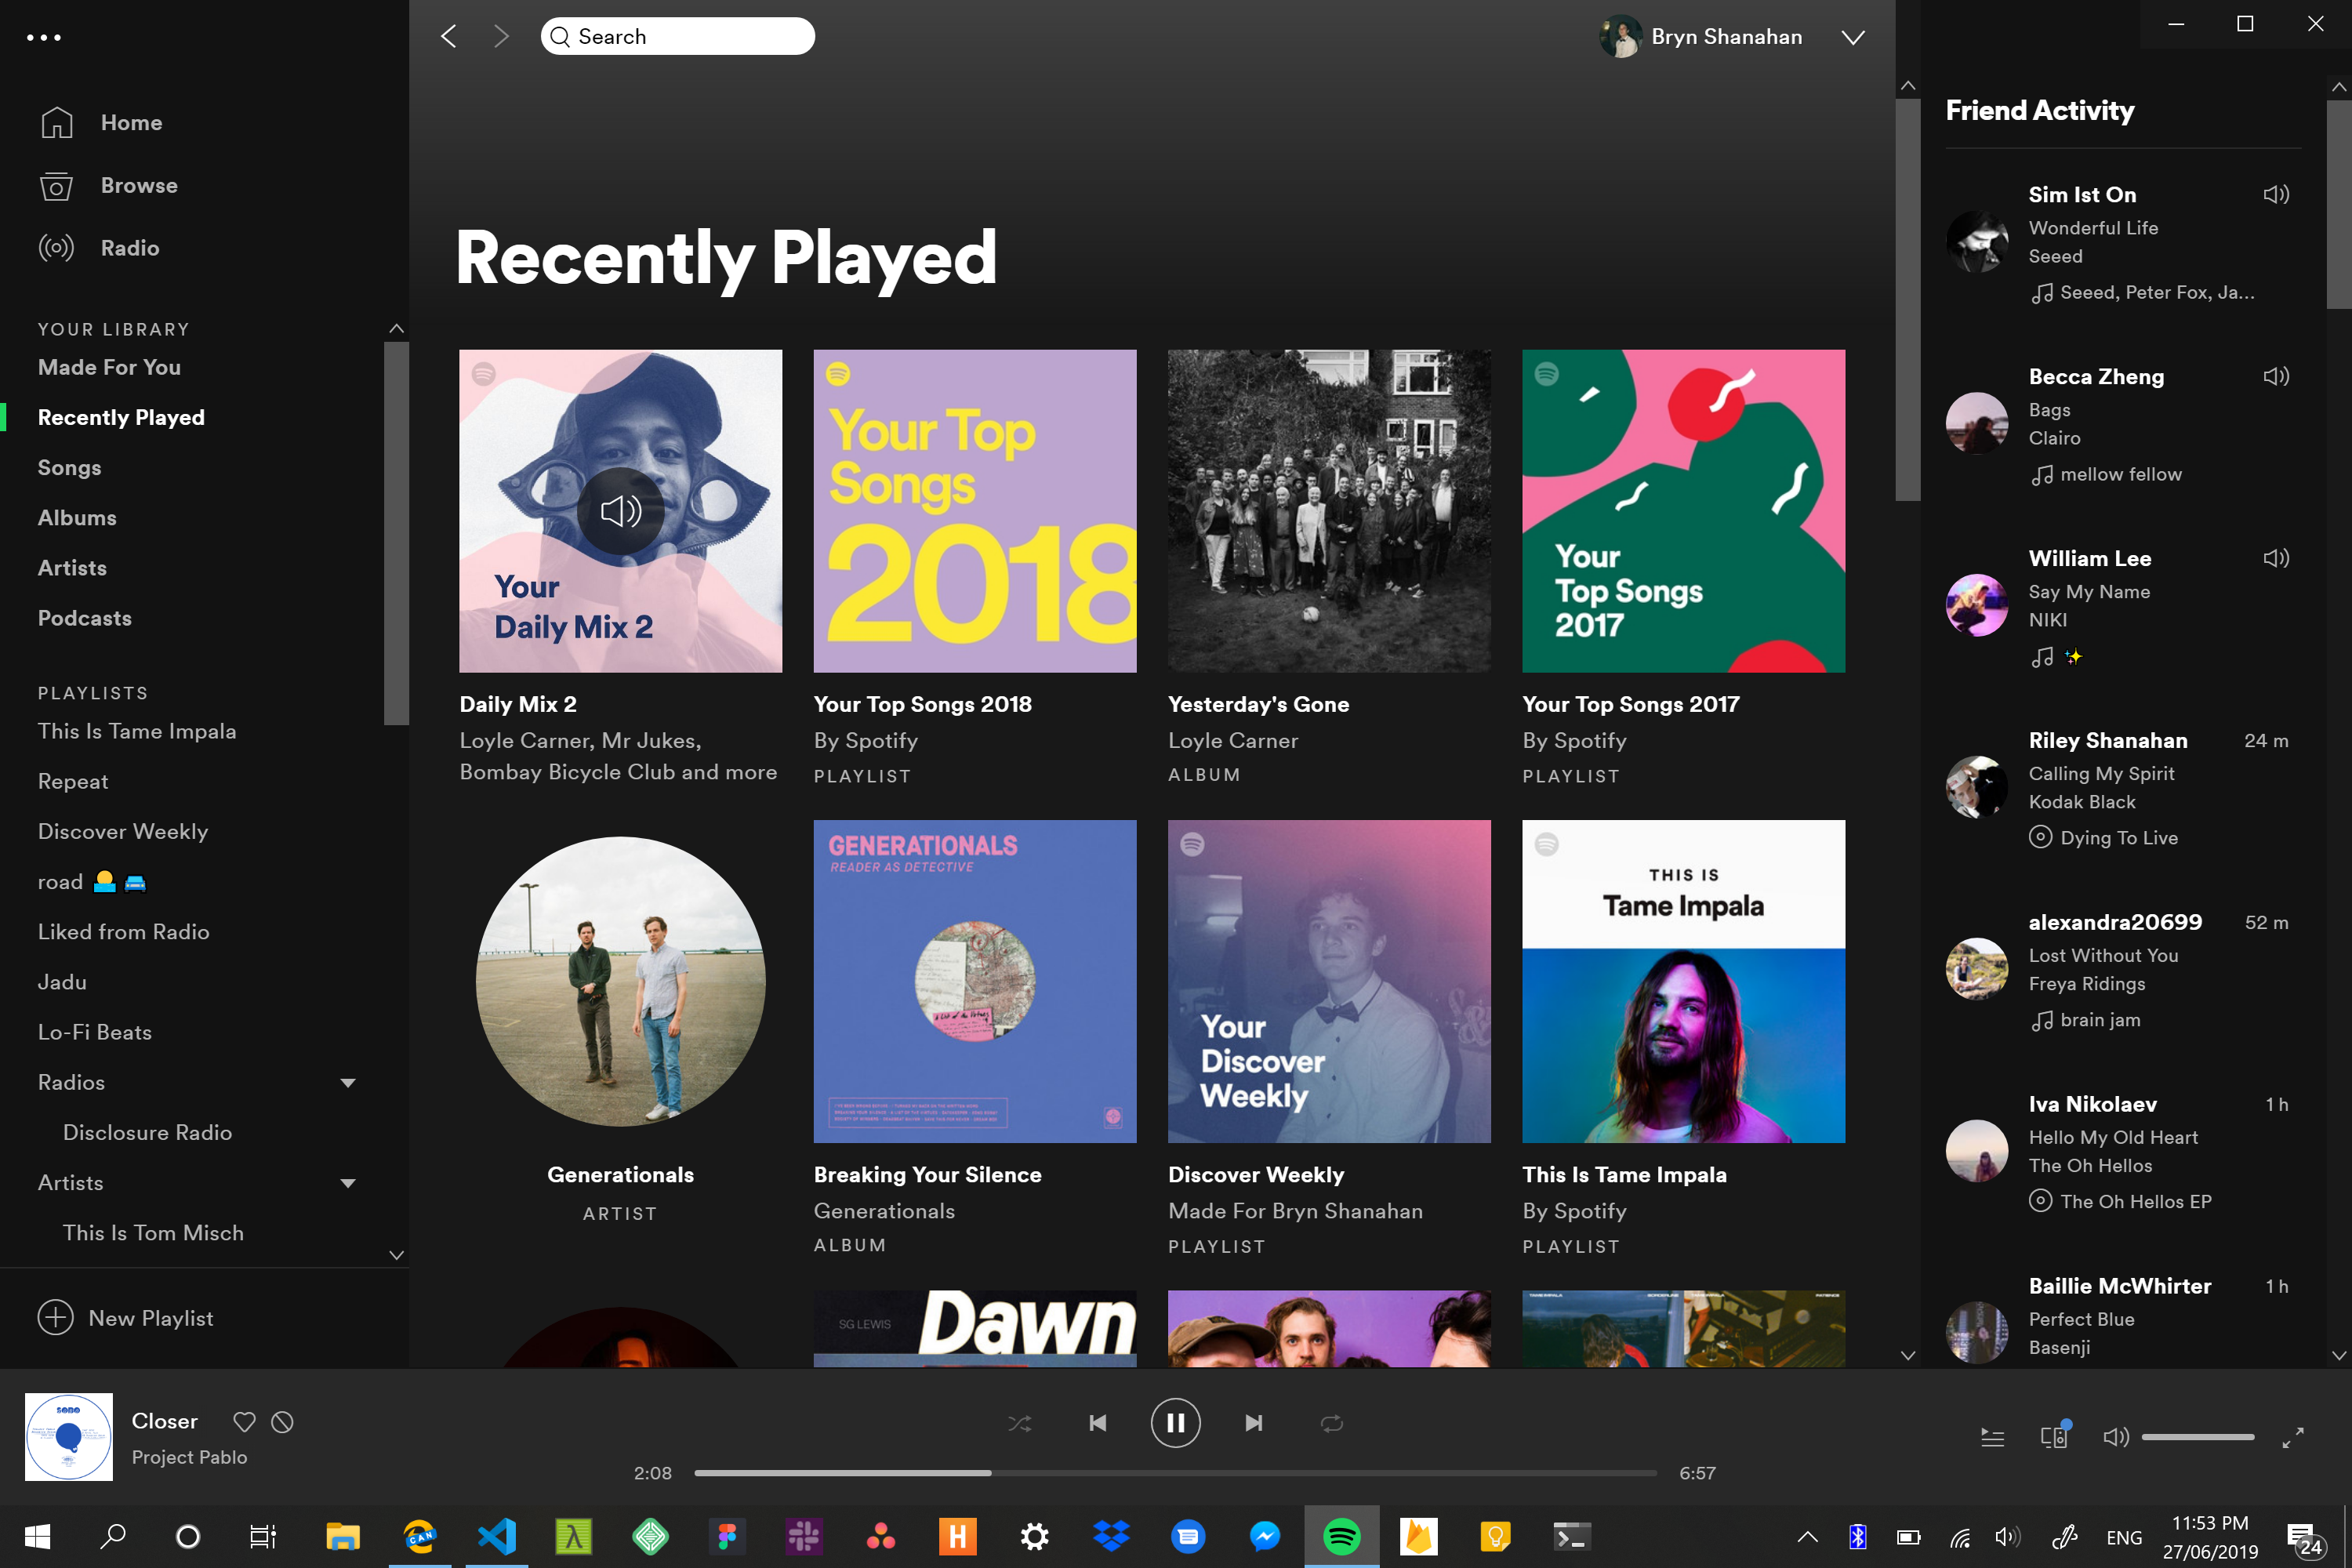 Search
Bryn Shanahan
Home
Browse
Radio
YOUR LIBRARY
Made For You
Recently Played
Songs
Albums
Artists
Podcasts
PLAYLISTS
This Is Tame Impala
Repeat
Discover Weekly
road
Liked from Radio
Jadu
Lo-Fi Beats
Radios
Disclosure Radio
Artists
This Is Tom Misch
New Playlist
Recently Played
Your
Daily Mix 2
Daily Mix 2
Loyle Carner, Mr Jukes,
Bombay Bicycle Club and more
Your Top
Songs
2018
Your Top Songs 2018
By Spotify
PLAYLIST
Yesterday's Gone
Loyle Carner
ALBUM
Your
Top Songs
2017
Your Top Songs 2017
By Spotify
PLAYLIST
Generationals
ARTIST
GENERATIONALS
READER AS DETECTIVE
Breaking Your Silence
Generationals
ALBUM
Your
Discover
Weekly
Discover Weekly
Made For Bryn Shanahan
PLAYLIST
THIS IS
Tame Impala
This Is Tame Impala
By Spotify
PLAYLIST
SG LEWIS
Dawn
TAME IMPALA
BORDERLINE
PATIENCE
Friend Activity
Sim Ist On
Wonderful Life
Seeed
Seeed, Peter Fox, Ja...
Becca Zheng
Bags
Clairo
mellow fellow
William Lee
Say My Name
NIKI
✨
Riley Shanahan 24 m
Calling My Spirit
Kodak Black
Dying To Live
alexandra20699 52 m
Lost Without You
Freya Ridings
brain jam
Iva Nikolaev 1 h
Hello My Old Heart
The Oh Hellos
The Oh Hellos EP
Baillie McWhirter 1 h
Perfect Blue
Basenji
Closer
Project Pablo
2:08
6:57
CAN
λ
H
ENG
11:53 PM
27/06/2019
24